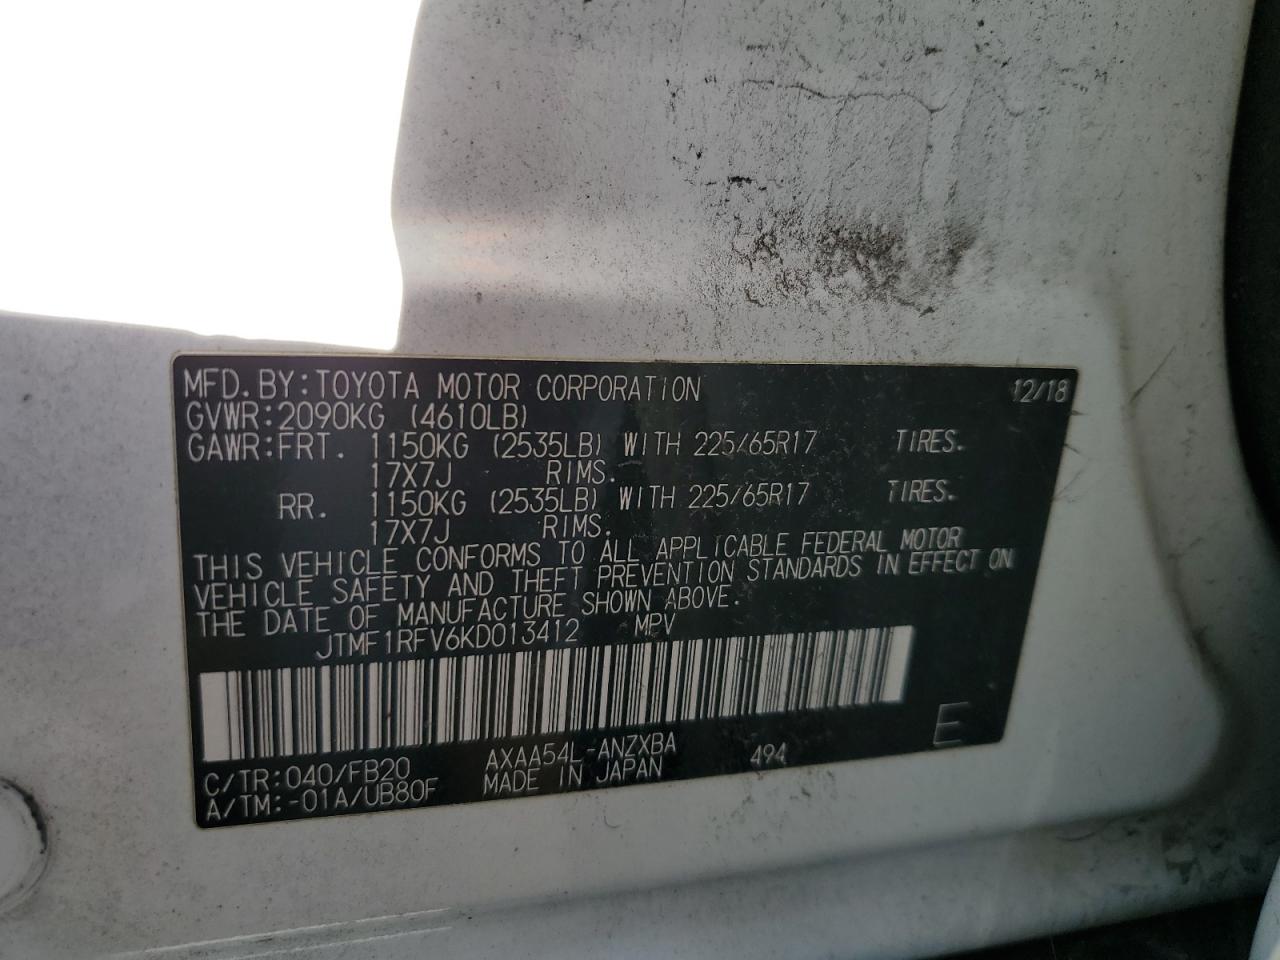 MFD.BY:TOYOTA MOTOR CORPORATION 12/18
GVWR:2090KG (4610LB)
GAWR:FRT. 1150KG (2535LB) WITH 225/65R17 TIRES.
17X7J RIMS.
RR. 1150KG (2535LB) WITH 225/65R17 TIRES.
17X7J RIMS.
THIS VEHICLE CONFORMS TO ALL APPLICABLE FEDERAL MOTOR
VEHICLE SAFETY AND THEFT PREVENTION STANDARDS IN EFFECT ON
THE DATE OF MANUFACTURE SHOWN ABOVE.
JTMF1RFV6KD013412 MPV
C/TR:040/FB20 AXAA54L-ANZXBA 494 E
A/TM:-01A/UB80F MADE IN JAPAN